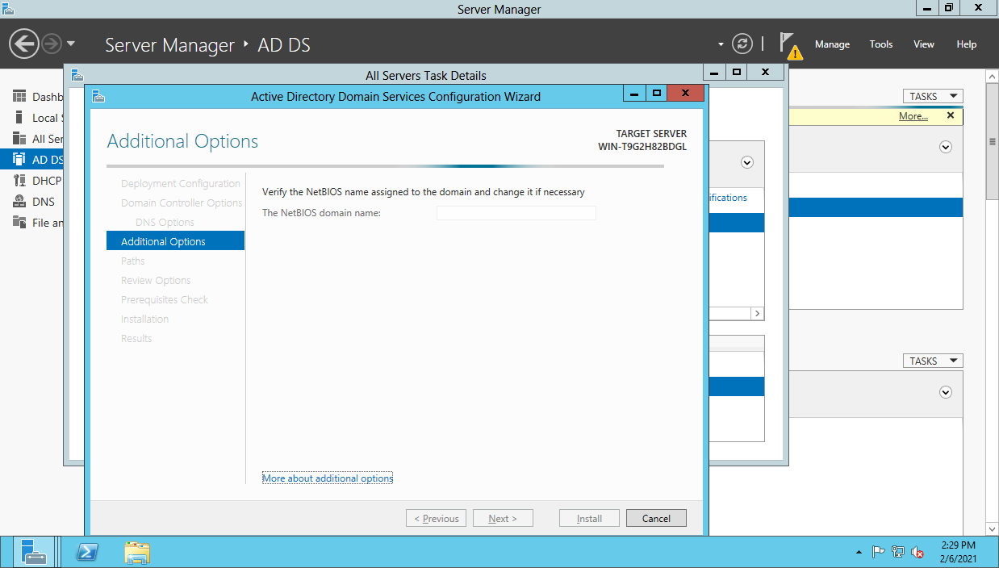 Server Manager
Server Manager ‣ AD DS
Manage Tools View Help
All Servers Task Details
Active Directory Domain Services Configuration Wizard
Additional Options
TARGET SERVER
WIN-T9G2H82BDGL
Dashb
Local S
All Ser
AD DS
DHCP
DNS
File an
Deployment Configuration
Domain Controller Options
DNS Options
Additional Options
Paths
Review Options
Prerequisites Check
Installation
Results
Verify the NetBIOS name assigned to the domain and change it if necessary
The NetBIOS domain name:
More about additional options
< Previous
Next >
Install
Cancel
TASKS
More...
ifications
TASKS
2:29 PM
2/6/2021